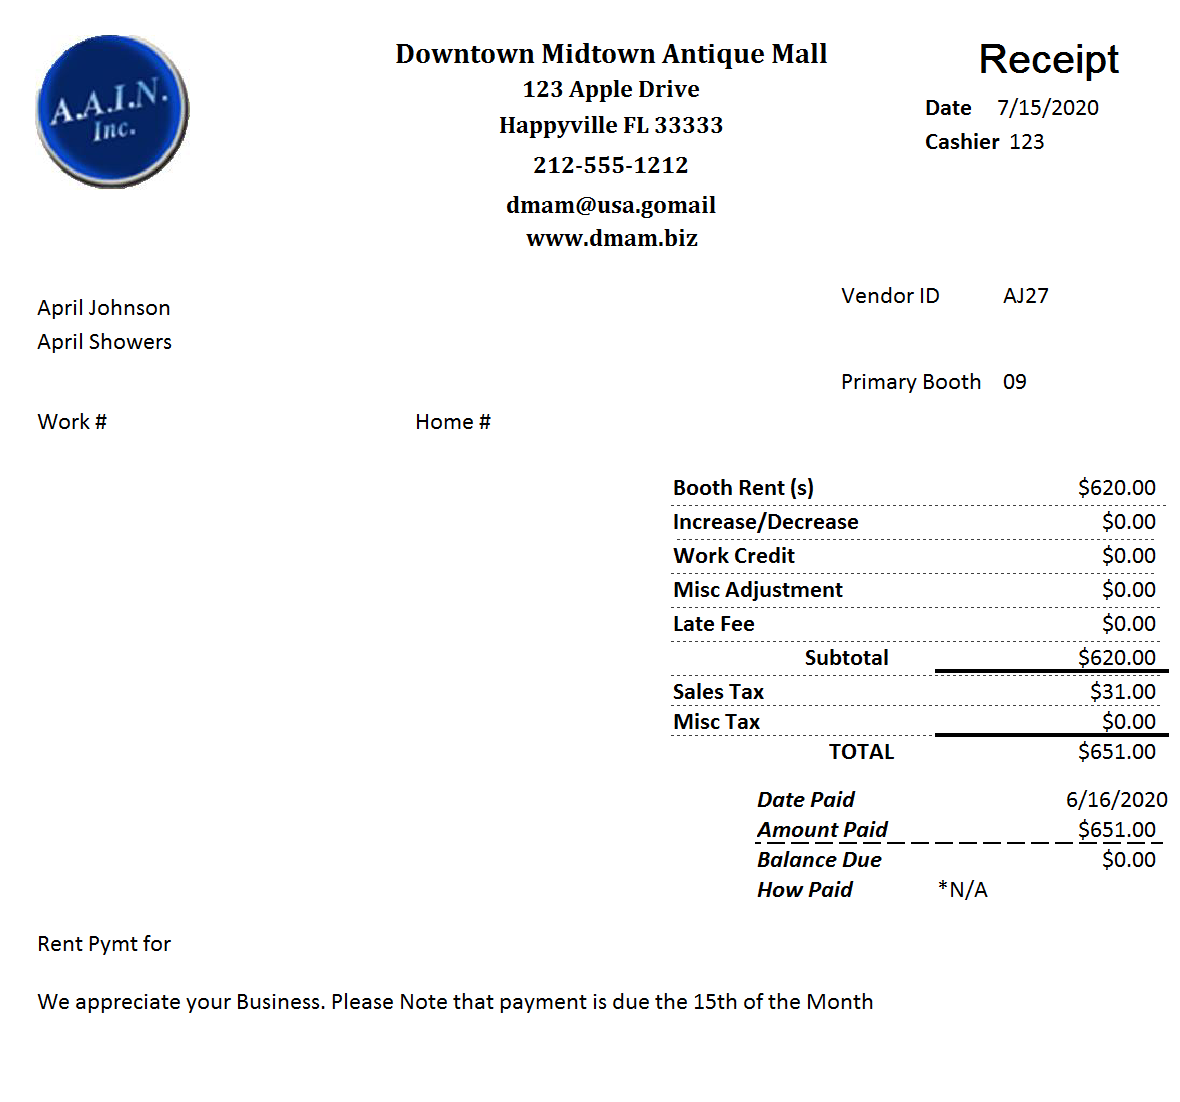 A.A.I.N.
Inc.
Downtown Midtown Antique Mall
123 Apple Drive
Happyville FL 33333
212-555-1212
dmam@usa.gomail
www.dmam.biz
Receipt
Date 7/15/2020
Cashier 123
April Johnson
April Showers
Vendor ID AJ27
Primary Booth 09
Work # Home #
Booth Rent (s) $620.00
Increase/Decrease $0.00
Work Credit $0.00
Misc Adjustment $0.00
Late Fee $0.00
Subtotal $620.00
Sales Tax $31.00
Misc Tax $0.00
TOTAL $651.00
Date Paid 6/16/2020
Amount Paid $651.00
Balance Due $0.00
How Paid *N/A
Rent Pymt for
We appreciate your Business. Please Note that payment is due the 15th of the Month